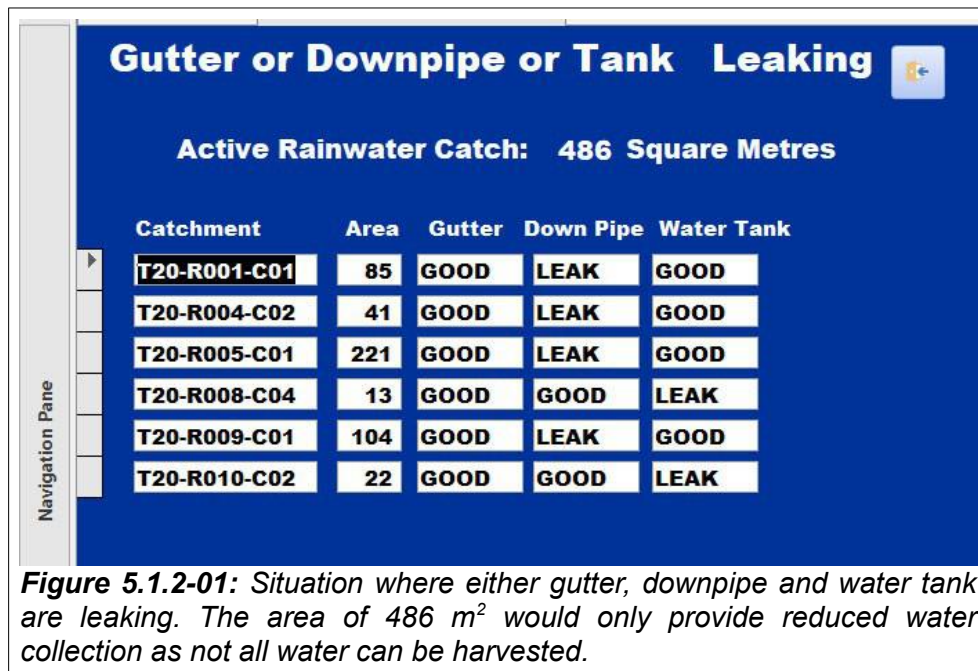 Gutter or Downpipe or Tank Leaking
Active Rainwater Catch: 486 Square Metres
Catchment Area Gutter Down Pipe Water Tank
T20-R001-C01 85 GOOD LEAK GOOD
T20-R004-C02 41 GOOD LEAK GOOD
T20-R005-C01 221 GOOD LEAK GOOD
T20-R008-C04 13 GOOD GOOD LEAK
T20-R009-C01 104 GOOD LEAK GOOD
T20-R010-C02 22 GOOD GOOD LEAK
Navigation Pane
Figure 5.1.2-01: Situation where either gutter, downpipe and water tank
are leaking. The area of 486 m² would only provide reduced water
collection as not all water can be harvested.